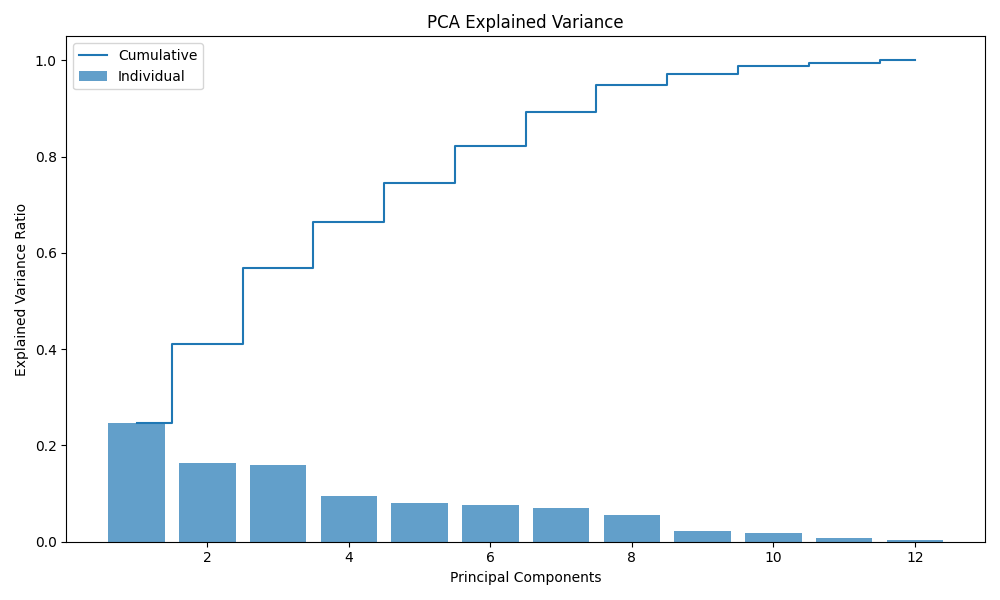 PCA Explained Variance
Cumulative
Individual
1.0
0.8
0.6
0.4
0.2
0.0
Explained Variance Ratio
2 4 6 8 10 12
Principal Components